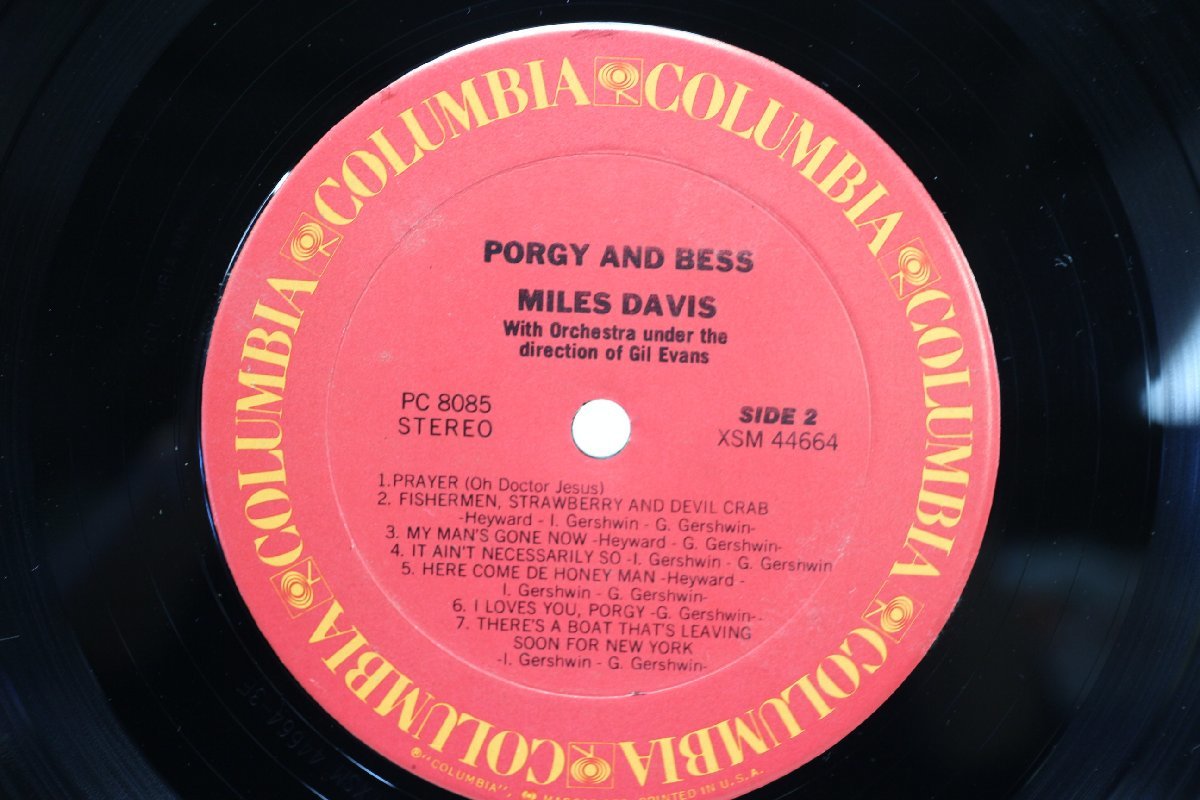 COLUMBIA COLUMBIA COLUMBIA COLUMBIA COLUMBIA COLUMBIA
PORGY AND BESS
MILES DAVIS
With Orchestra under the
direction of Gil Evans
PC 8085
STEREO
SIDE 2
XSM 44664
1.PRAYER (Oh Doctor Jesus)
2. FISHERMEN, STRAWBERRY AND DEVIL CRAB
-Heyward - I. Gershwin - G. Gershwin-
3. MY MAN'S GONE NOW -Heyward - G. Gershwin-
4. IT AIN'T NECESSARILY SO -I. Gershwin - G. Gershwin
5. HERE COME DE HONEY MAN -Heyward -
I. Gershwin - G. Gershwin-
6. I LOVES YOU, PORGY -G. Gershwin-
7. THERE'S A BOAT THAT'S LEAVING
SOON FOR NEW YORK
-I. Gershwin - G. Gershwin-
®"COLUMBIA", PRINTED IN U.S.A.